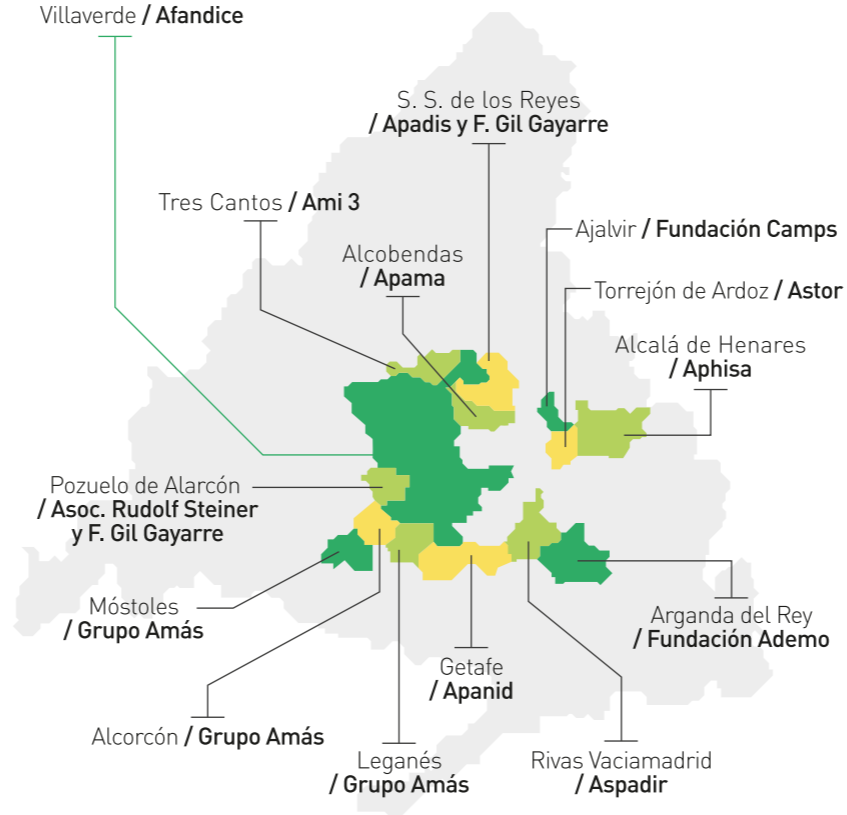 Villaverde / Afandice
S. S. de los Reyes
/ Apadis y F. Gil Gayarre
Tres Cantos / Ami 3
Ajalvir / Fundación Camps
Alcobendas
/ Apama
Torrejón de Ardoz / Astor
Alcalá de Henares
/ Aphisa
Pozuelo de Alarcón
/ Asoc. Rudolf Steiner
y F. Gil Gayarre
Móstoles
/ Grupo Amás
Arganda del Rey
/ Fundación Ademo
Getafe
/ Apanid
Alcorcón / Grupo Amás
Leganés
/ Grupo Amás
Rivas Vaciamadrid
/ Aspadir